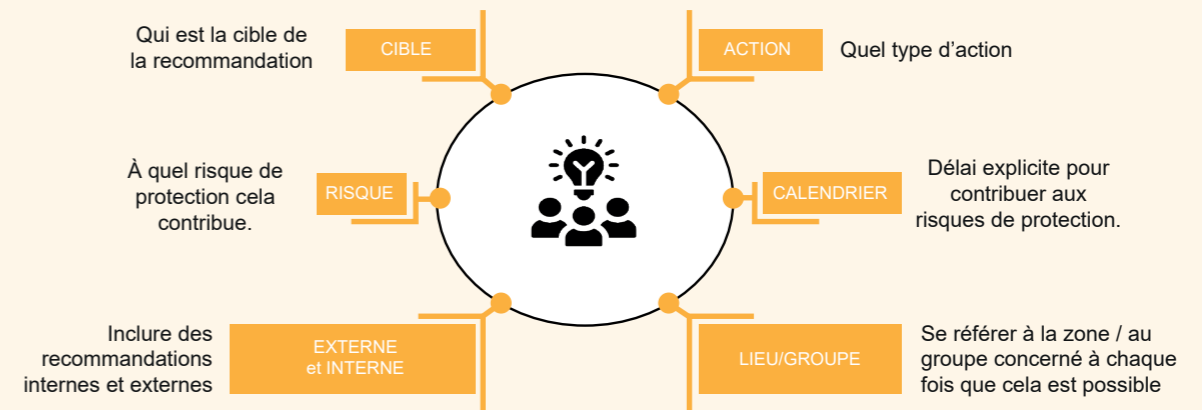 Qui est la cible de
la recommandation
CIBLE
ACTION
Quel type d’action
À quel risque de
protection cela
contribue.
RISQUE
CALENDRIER
Délai explicite pour
contribuer aux
risques de protection.
Inclure des
recommandations
internes et externes
EXTERNE
et INTERNE
LIEU/GROUPE
Se référer à la zone / au
groupe concerné à chaque
fois que cela est possible